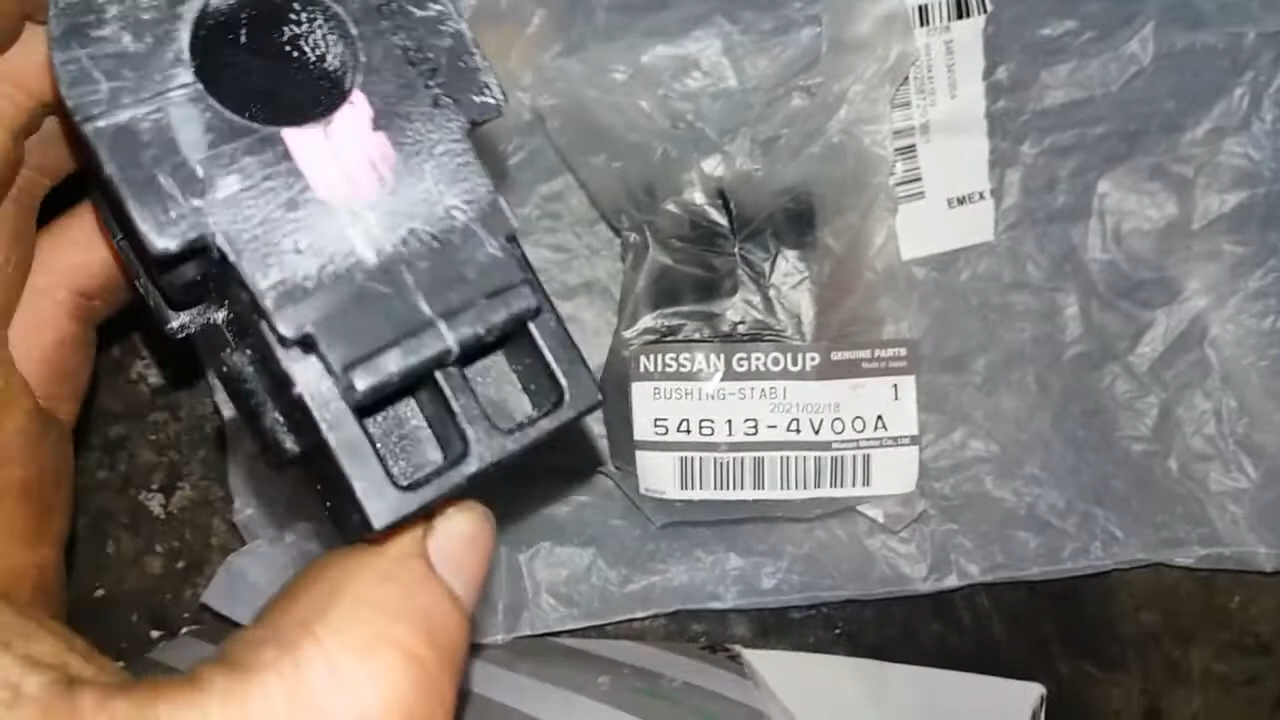 EMEX
NISSAN GROUP
GENUINE PARTS
Made in Japan
BUSHING-STABI
1
2021/02/18
54613-4V00A
Nissan Motor Co., Ltd